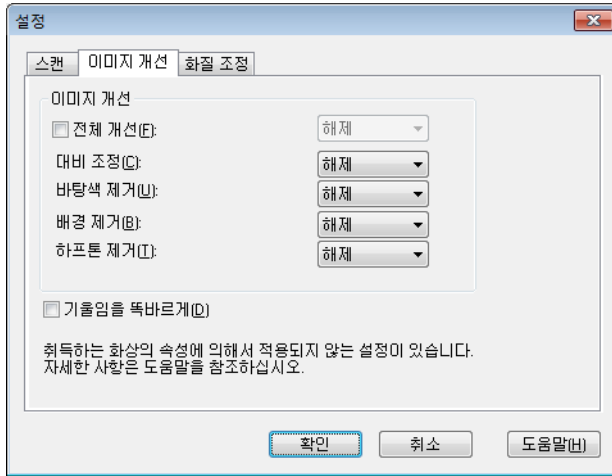 설정
스캔 이미지 개선 화질 조정
이미지 개선
전체 개선(F): 해제
대비 조정(C): 해제
바탕색 제거(U): 해제
배경 제거(B): 해제
하프톤 제거(T): 해제
기울임을 똑바르게(D)
취득하는 화상의 속성에 의해서 적용되지 않는 설정이 있습니다.
자세한 사항은 도움말을 참조하십시오.
확인 취소 도움말(H)